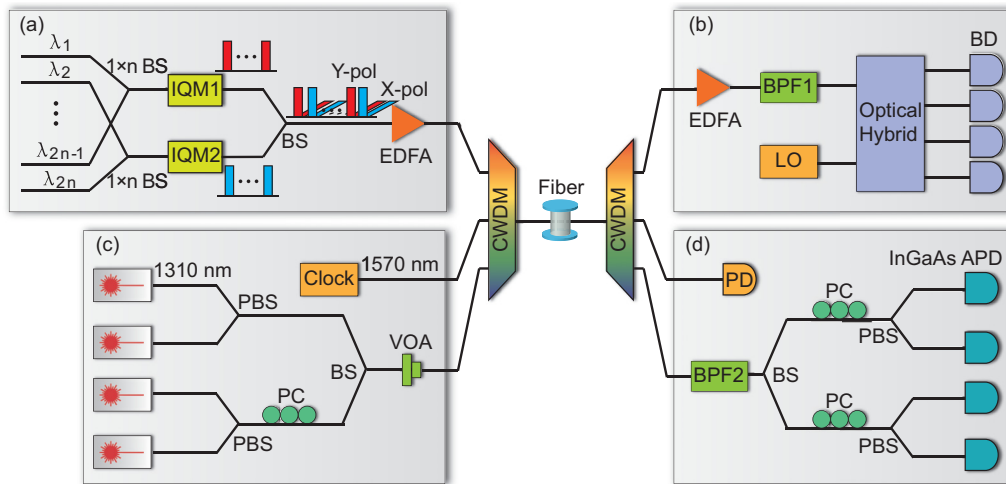 (a)
λ1
λ2
λ2n-1
λ2n
1×n BS
1×n BS
IQM1
IQM2
Y-pol
X-pol
BS
EDFA
(b)
BD
EDFA
BPF1
LO
Optical
Hybrid
CWDM
Fiber
CWDM
(c)
1310 nm
PBS
Clock
1570 nm
VOA
BS
PC
PBS
(d)
InGaAs APD
PD
PC
PBS
BPF2
BS
PC
PBS